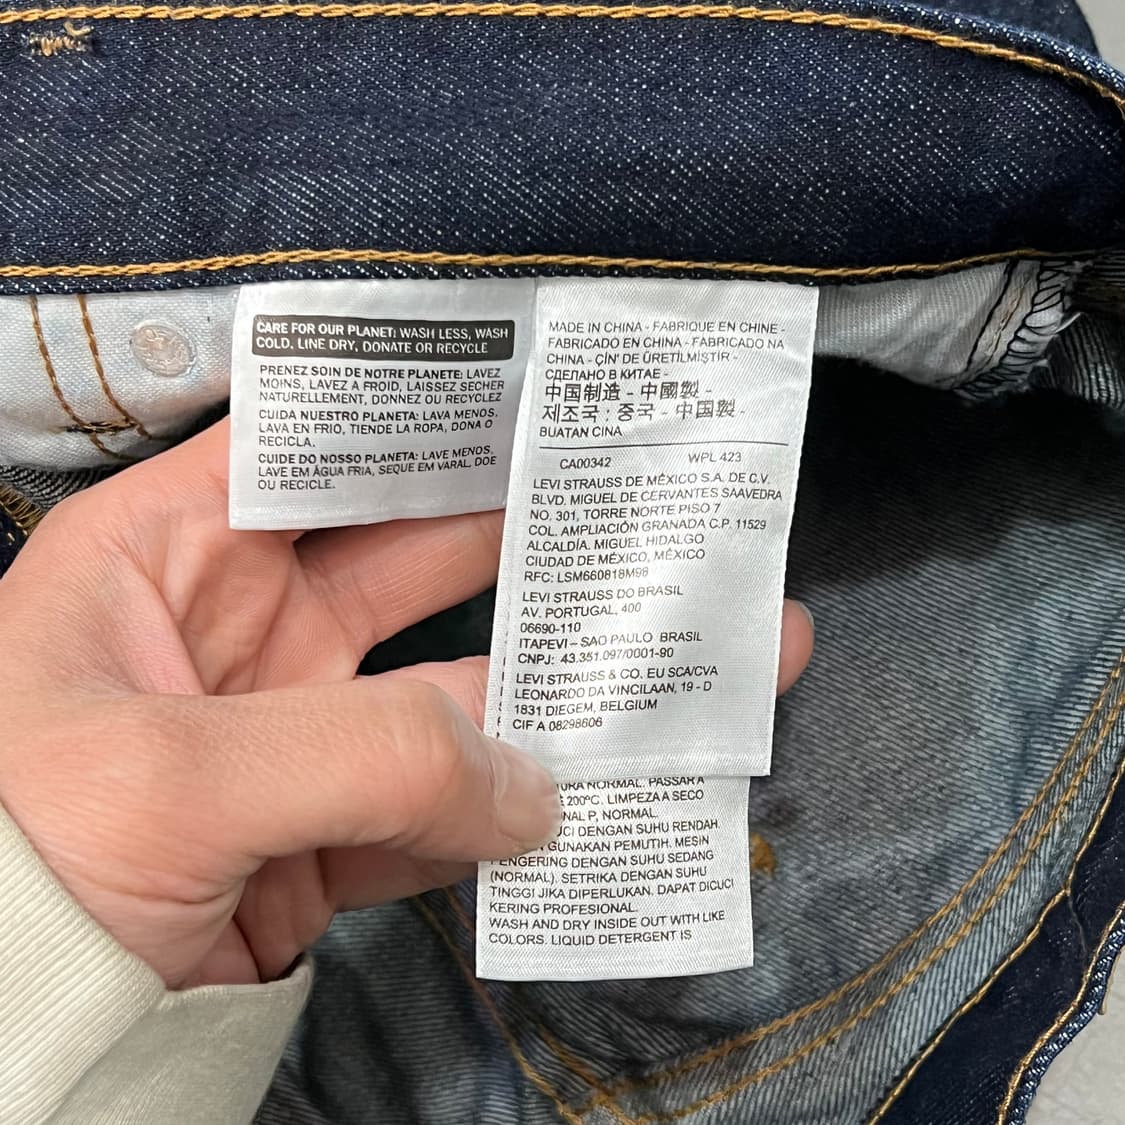 CARE FOR OUR PLANET: WASH LESS, WASH
COLD, LINE DRY, DONATE OR RECYCLE
PRENEZ SOIN DE NOTRE PLANETE: LAVEZ
MOINS, LAVEZ A FROID, LAISSEZ SECHER
NATURELLEMENT, DONNEZ OU RECYCLEZ
CUIDA NUESTRO PLANETA: LAVA MENOS,
LAVA EN FRIO, TIENDE LA ROPA, DONA O
RECICLA.
CUIDE DO NOSSO PLANETA: LAVE MENOS,
LAVE EM ÁGUA FRIA, SEQUE EM VARAL, DOE
OU RECICLE.
MADE IN CHINA - FABRIQUE EN CHINE -
FABRICADO EN CHINA - FABRICADO NA
CHINA - ÇİN' DE ÜRETİLMİŞTİR -
СДЕЛАНО В КИТАЕ -
中国制造 - 中國製 -
제조국 : 중국 - 中国製 -
BUATAN CINA
CA00342 WPL 423
LEVI STRAUSS DE MÉXICO S.A. DE C.V.
BLVD. MIGUEL DE CERVANTES SAAVEDRA
NO. 301, TORRE NORTE PISO 7
COL. AMPLIACIÓN GRANADA C.P. 11529
ALCALDÍA. MIGUEL HIDALGO
CIUDAD DE MÉXICO, MÉXICO
RFC: LSM660818M98
LEVI STRAUSS DO BRASIL
AV. PORTUGAL, 400
06690-110
ITAPEVI – SAO PAULO BRASIL
CNPJ: 43.351.097/0001-90
LEVI STRAUSS & CO. EU SCA/CVA
LEONARDO DA VINCILAAN, 19 - D
1831 DIEGEM, BELGIUM
CIF A 08298606
NORMAL. PASSAR A
200ºC. LIMPEZA A SECO
P, NORMAL.
DENGAN SUHU RENDAH.
GUNAKAN PEMUTIH. MESIN
PENGERING DENGAN SUHU SEDANG
(NORMAL). SETRIKA DENGAN SUHU
TINGGI JIKA DIPERLUKAN. DAPAT DICUCI
KERING PROFESIONAL.
WASH AND DRY INSIDE OUT WITH LIKE
COLORS. LIQUID DETERGENT IS